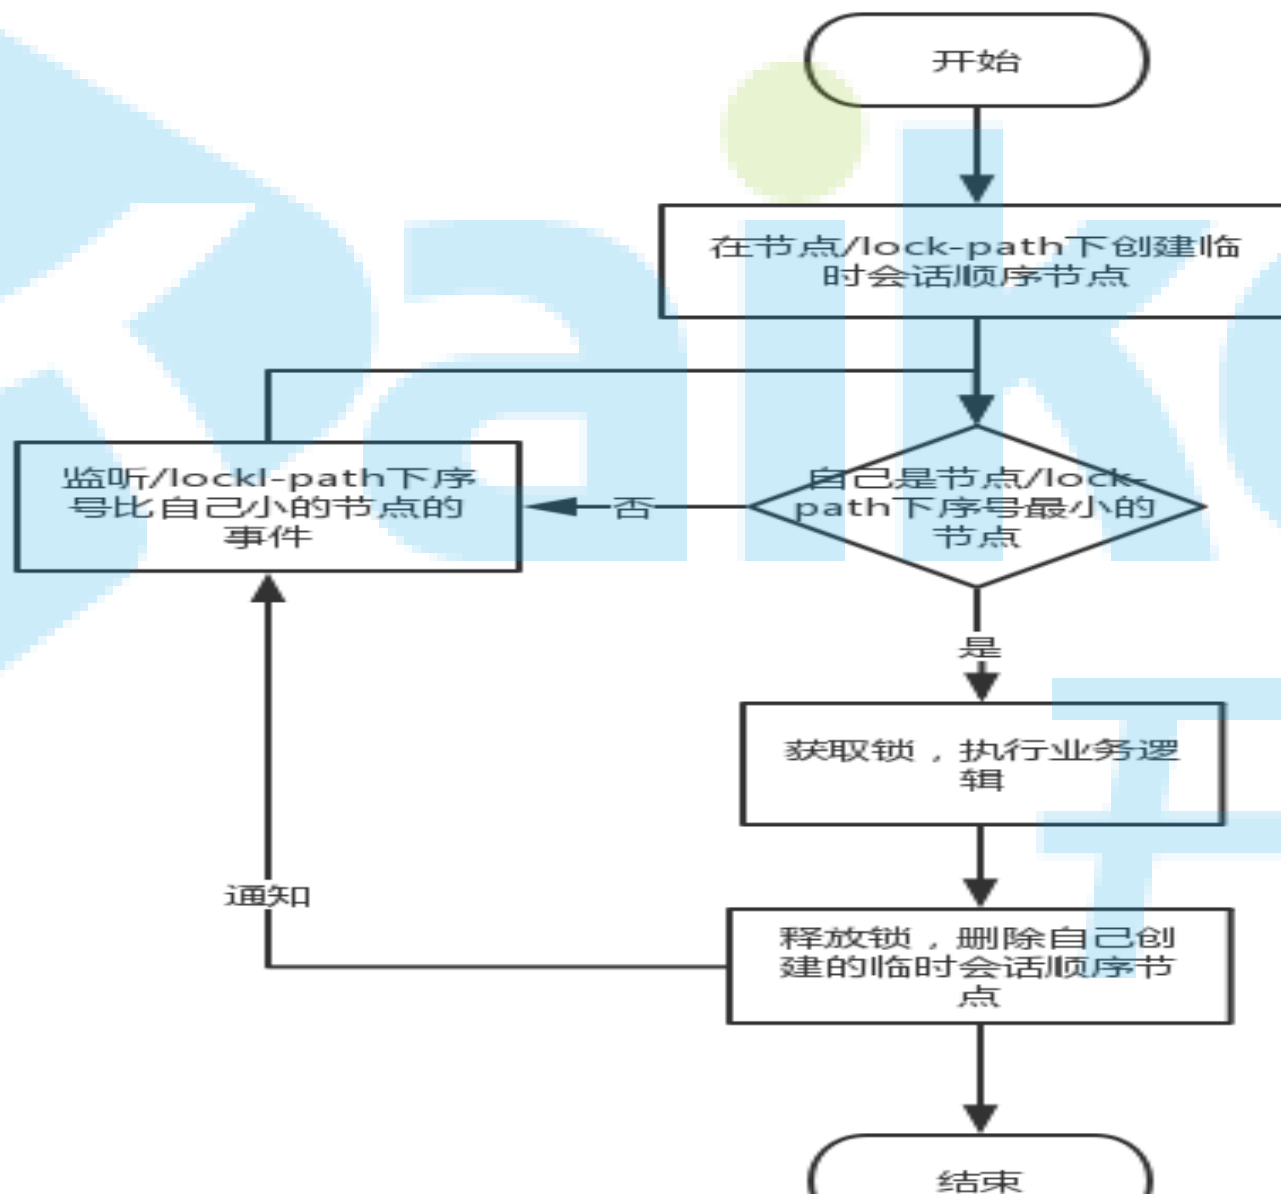 开始
在节点/lock-path下创建临
时会话顺序节点
监听/lockl-path下序
号比自己小的节点的
事件
否
自己是节点/lock-
path下序号最小的
节点
是
获取锁，执行业务逻
辑
通知
释放锁，删除自己创
建的临时会话顺序节
点
结束